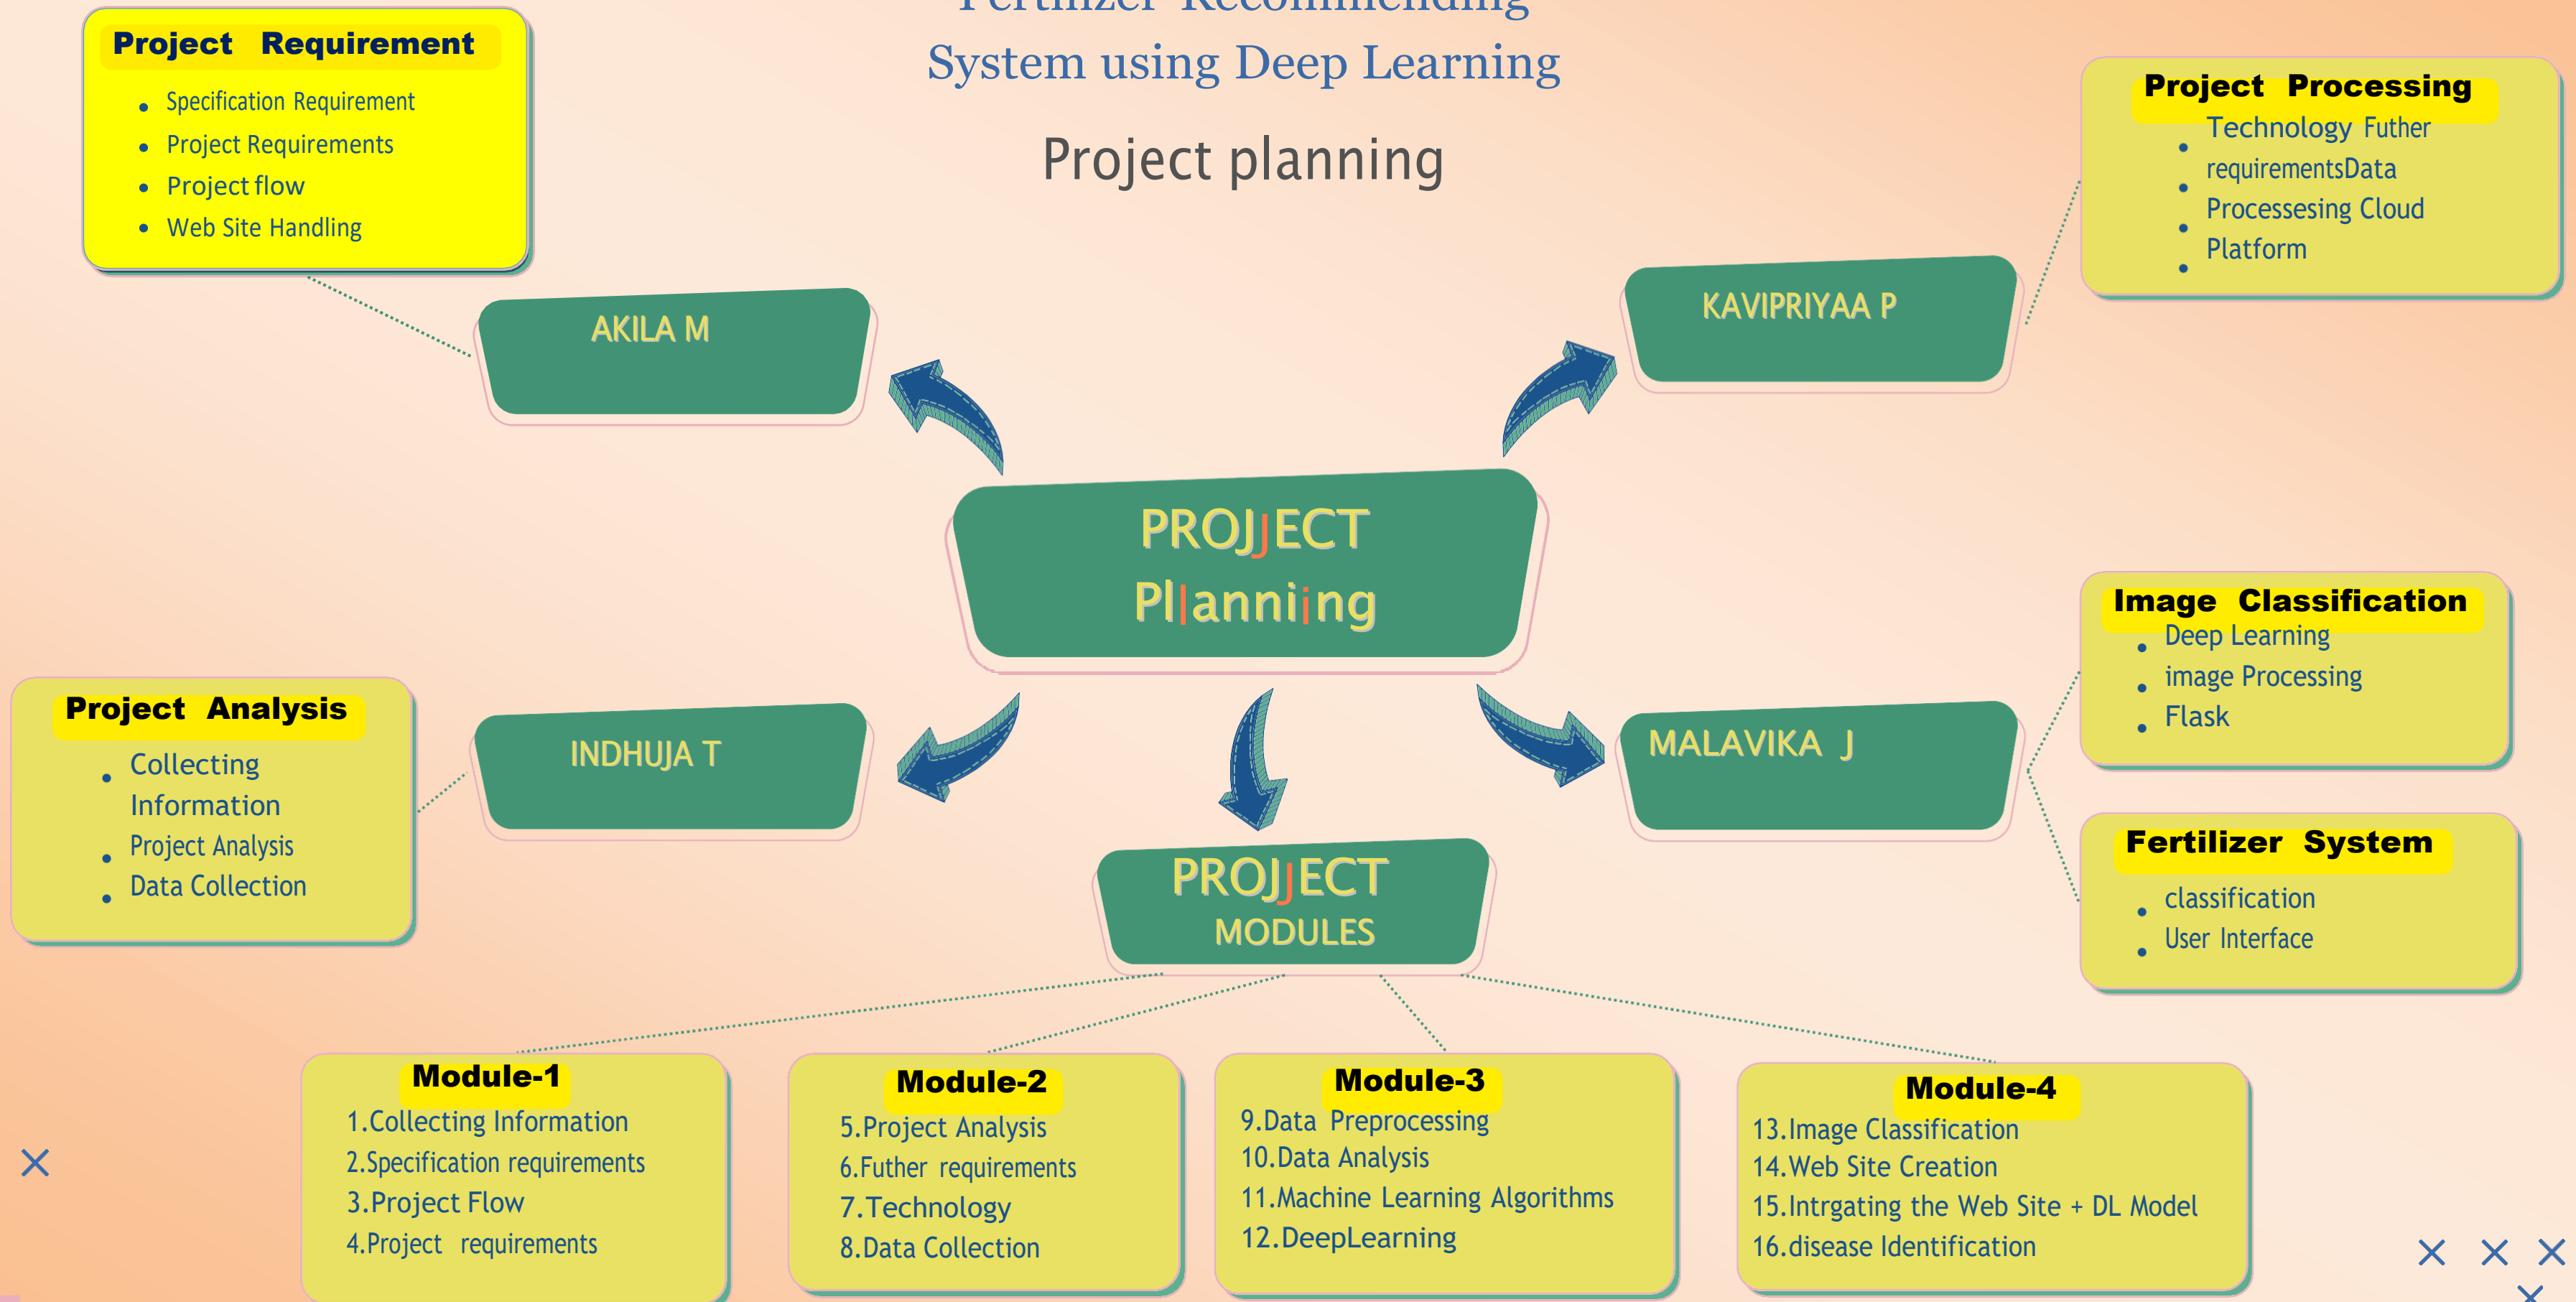 Fertilizer Recommending
System using Deep Learning
Project planning
Project Requirement
Specification Requirement
Project Requirements
Project flow
Web Site Handling
Project Processing
Technology Futher
requirementsData
Processesing Cloud
Platform
AKILA M
KAVIPRIYAA P
PROJJECT
Pllanniing
Image Classification
Deep Learning
image Processing
Flask
Project Analysis
Collecting
Information
Project Analysis
Data Collection
INDHUJA T
MALAVIKA J
Fertilizer System
classification
User Interface
PROJJECT
MODULES
Module-1
1.Collecting Information
2.Specification requirements
3.Project Flow
4.Project requirements
Module-2
5.Project Analysis
6.Futher requirements
7.Technology
8.Data Collection
Module-3
9.Data Preprocessing
10.Data Analysis
11.Machine Learning Algorithms
12.DeepLearning
Module-4
13.Image Classification
14.Web Site Creation
15.Intrgating the Web Site + DL Model
16.disease Identification